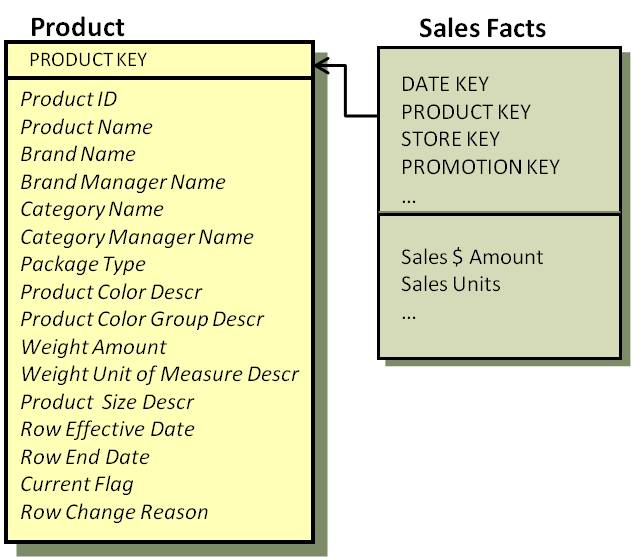 Product
PRODUCT KEY
Product ID
Product Name
Brand Name
Brand Manager Name
Category Name
Category Manager Name
Package Type
Product Color Descr
Product Color Group Descr
Weight Amount
Weight Unit of Measure Descr
Product Size Descr
Row Effective Date
Row End Date
Current Flag
Row Change Reason
Sales Facts
DATE KEY
PRODUCT KEY
STORE KEY
PROMOTION KEY
...
Sales $ Amount
Sales Units
...